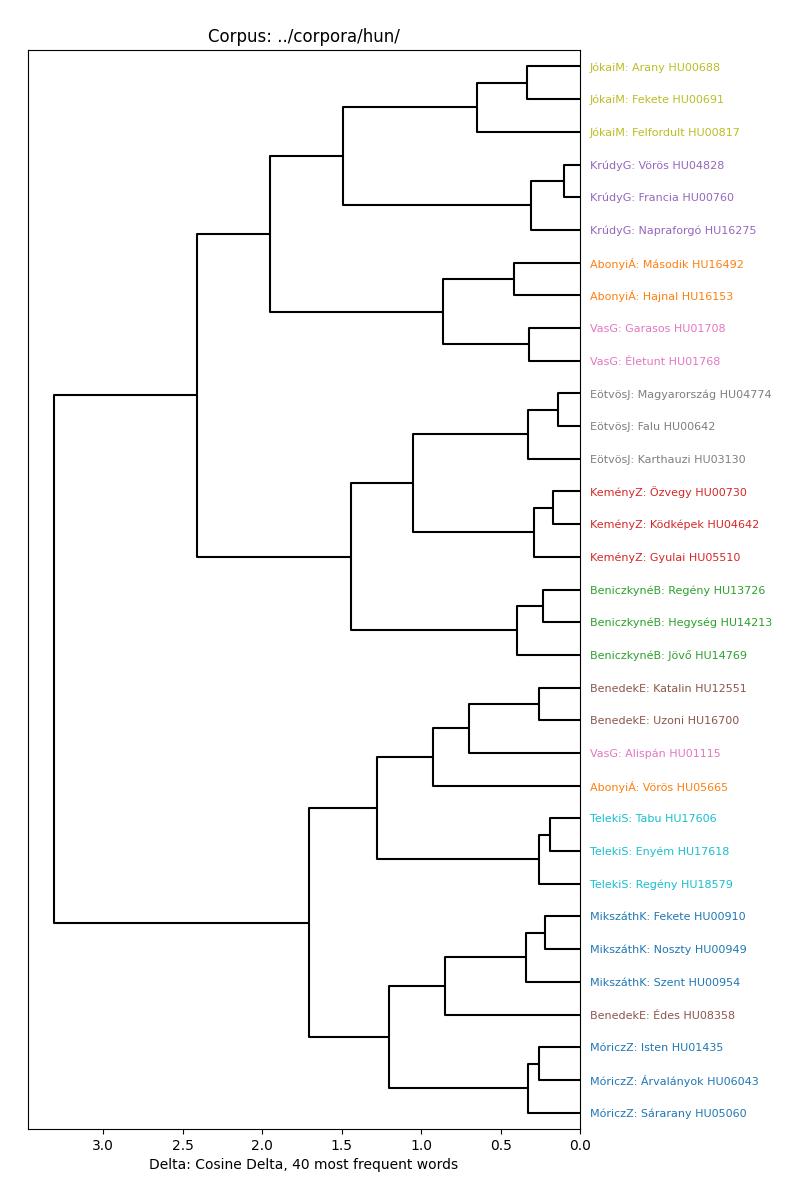 Corpus: ../corpora/hun/
JókaiM: Arany HU00688
JókaiM: Fekete HU00691
JókaiM: Felfordult HU00817
KrúdyG: Vörös HU04828
KrúdyG: Francia HU00760
KrúdyG: Napraforgó HU16275
AbonyiÁ: Második HU16492
AbonyiÁ: Hajnal HU16153
VasG: Garasos HU01708
VasG: Életunt HU01768
EötvösJ: Magyarország HU04774
EötvösJ: Falu HU00642
EötvösJ: Karthauzi HU03130
KeményZ: Özvegy HU00730
KeményZ: Ködképek HU04642
KeményZ: Gyulai HU05510
BeniczkynéB: Regény HU13726
BeniczkynéB: Hegység HU14213
BeniczkynéB: Jövő HU14769
BenedekE: Katalin HU12551
BenedekE: Uzoni HU16700
VasG: Alispán HU01115
AbonyiÁ: Vörös HU05665
TelekiS: Tabu HU17606
TelekiS: Enyém HU17618
TelekiS: Regény HU18579
MikszáthK: Fekete HU00910
MikszáthK: Noszty HU00949
MikszáthK: Szent HU00954
BenedekE: Édes HU08358
MóriczZ: Isten HU01435
MóriczZ: Árvalányok HU06043
MóriczZ: Sárarany HU05060
3.0 2.5 2.0 1.5 1.0 0.5 0.0
Delta: Cosine Delta, 40 most frequent words